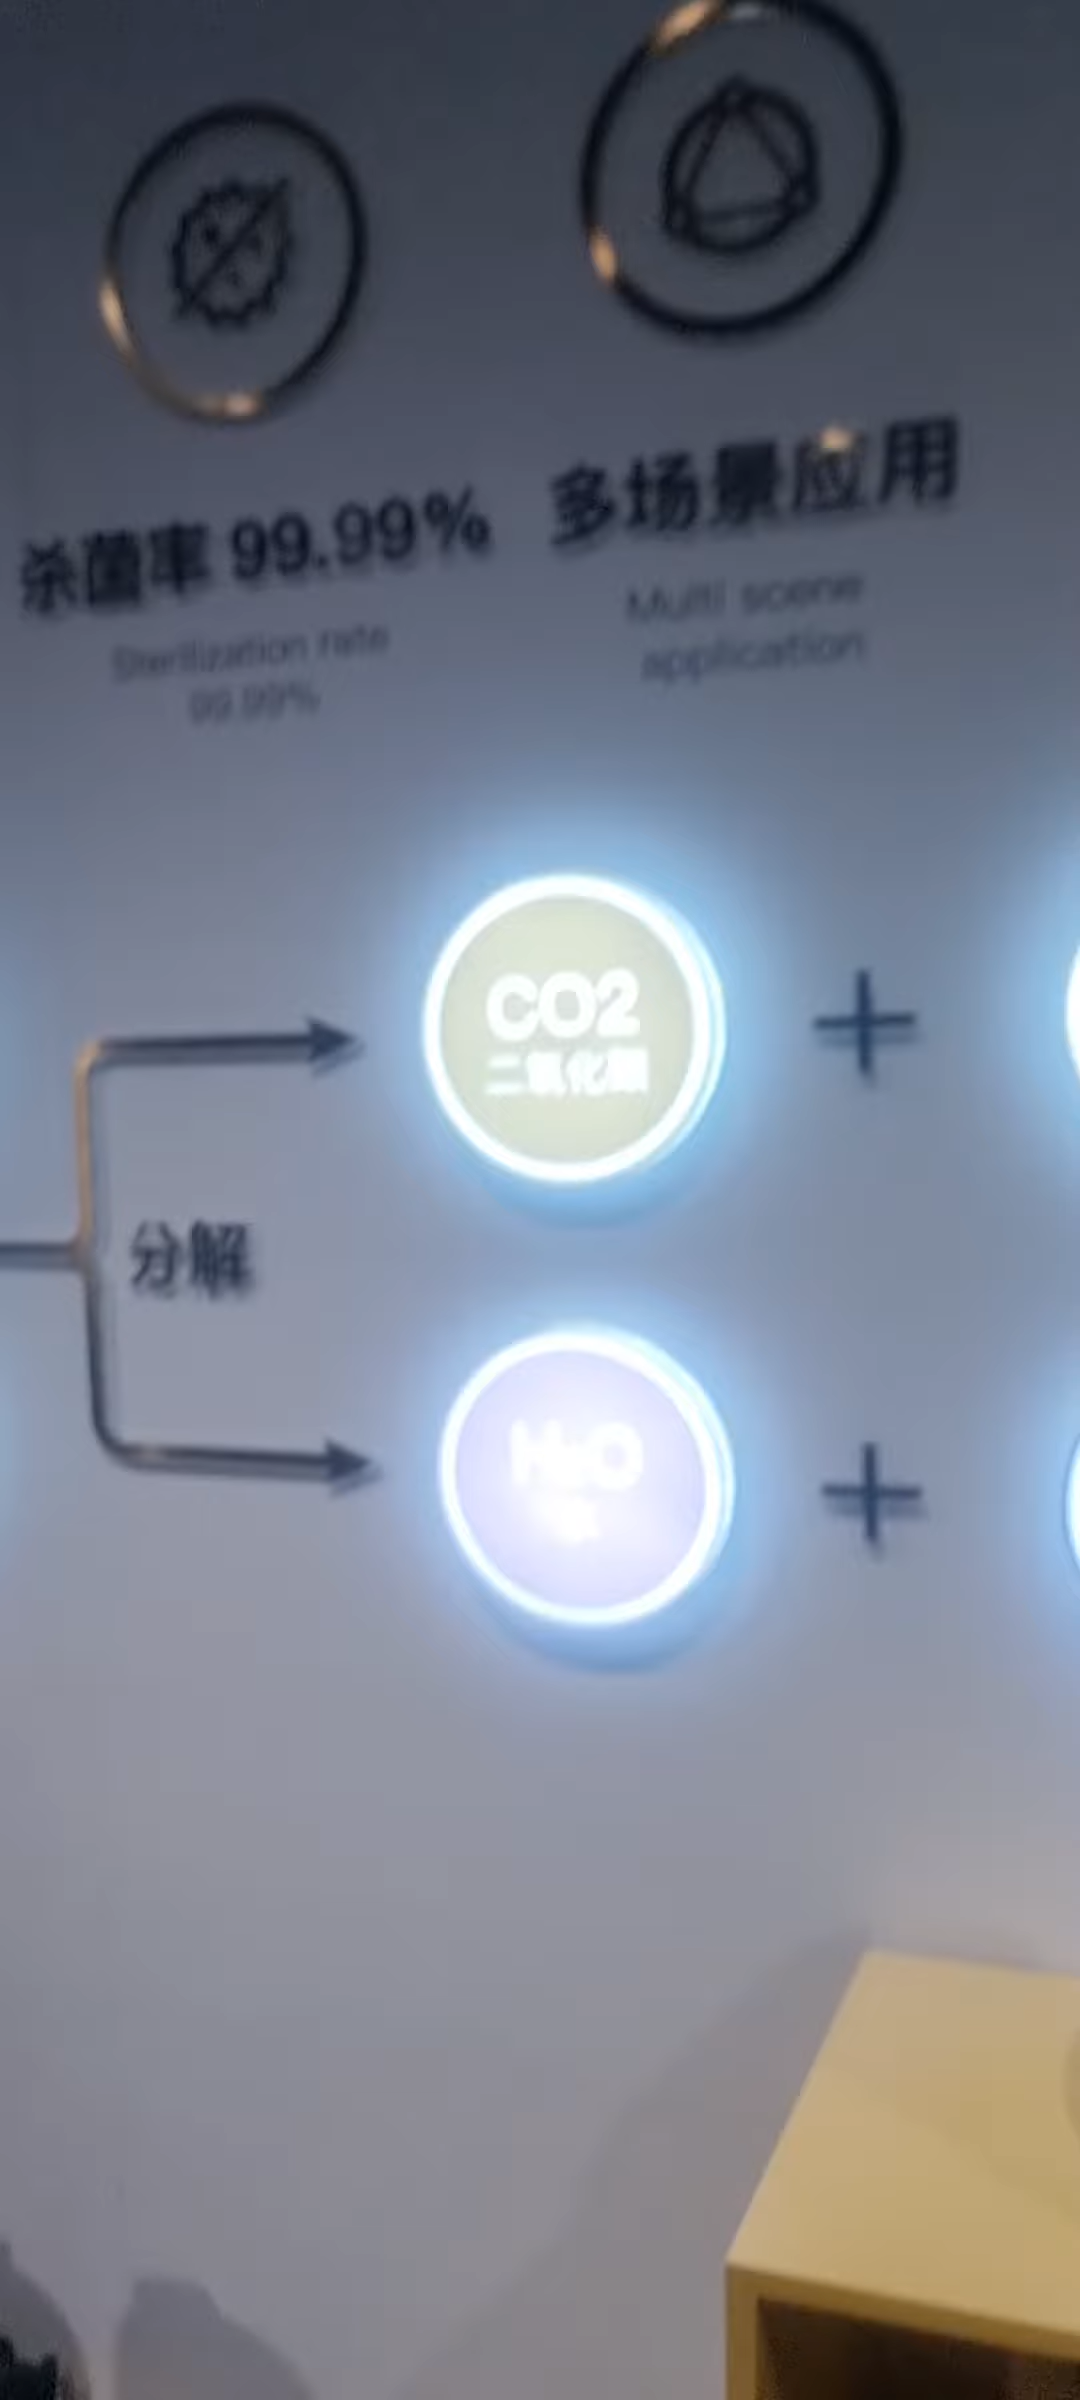 杀菌率 99.99%
Sterilization rate
99.99%
多场景应用
Multi scene
application
CO2
二氧化碳
分解
H₂O
水